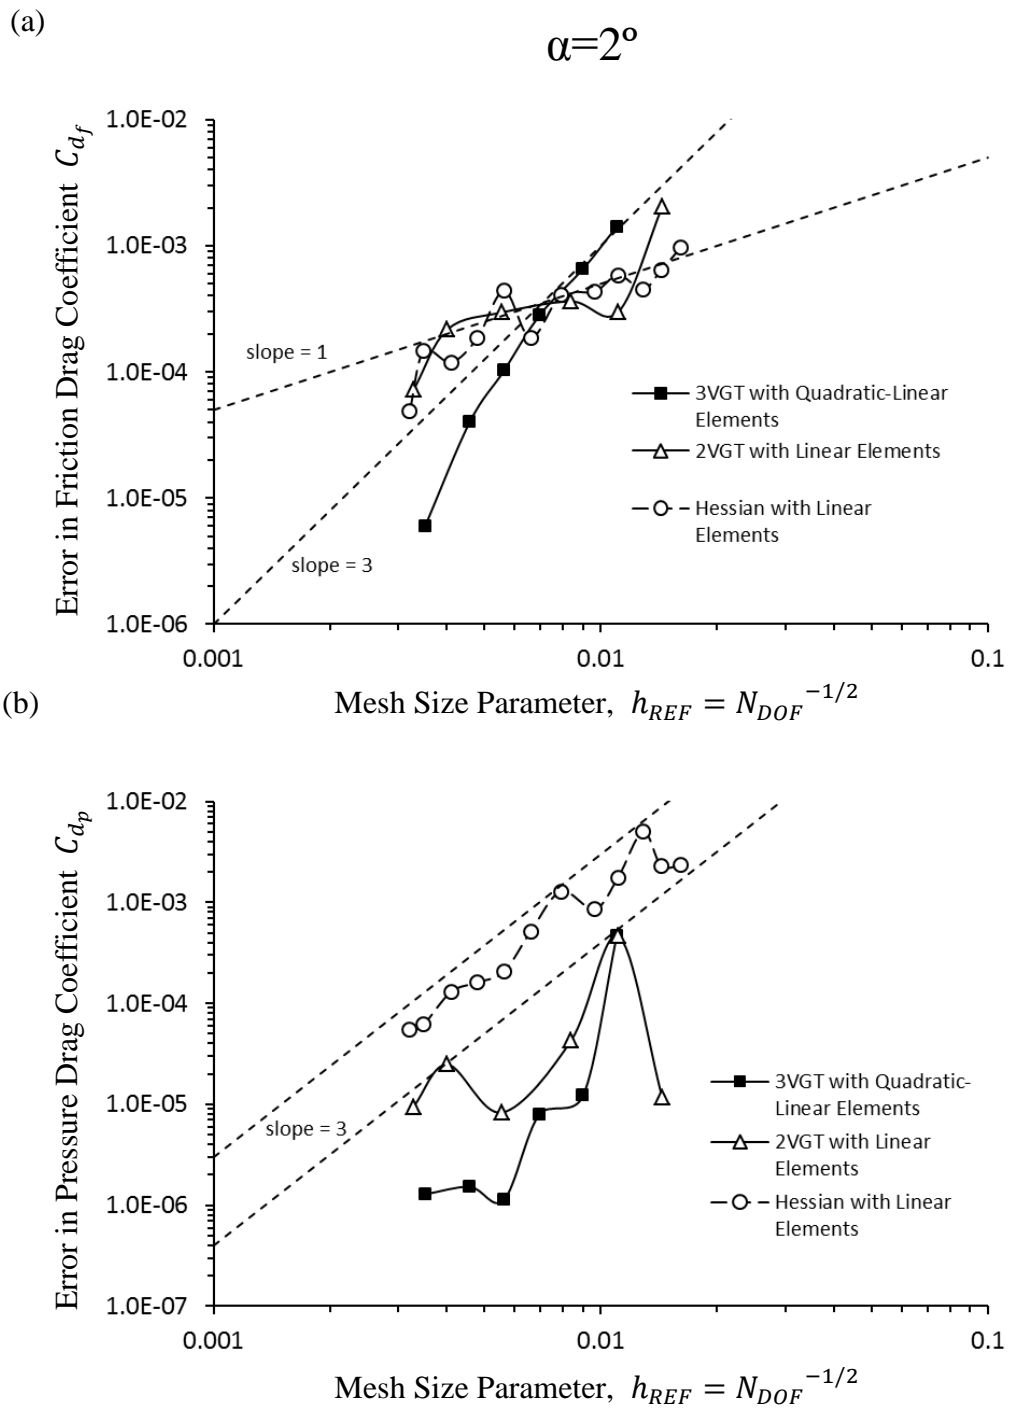 (a)
α=2º
Error in Friction Drag Coefficient C_{d_f}
1.0E-02
1.0E-03
1.0E-04
1.0E-05
1.0E-06
slope = 1
slope = 3
3VGT with Quadratic-Linear
Elements
2VGT with Linear Elements
Hessian with Linear
Elements
0.001
0.01
0.1
Mesh Size Parameter, h_{REF} = N_{DOF}^{-1/2}
(b)
Error in Pressure Drag Coefficient C_{d_p}
1.0E-02
1.0E-03
1.0E-04
1.0E-05
1.0E-06
1.0E-07
slope = 3
3VGT with Quadratic-
Linear Elements
2VGT with Linear
Elements
Hessian with Linear
Elements
0.001
0.01
0.1
Mesh Size Parameter, h_{REF} = N_{DOF}^{-1/2}